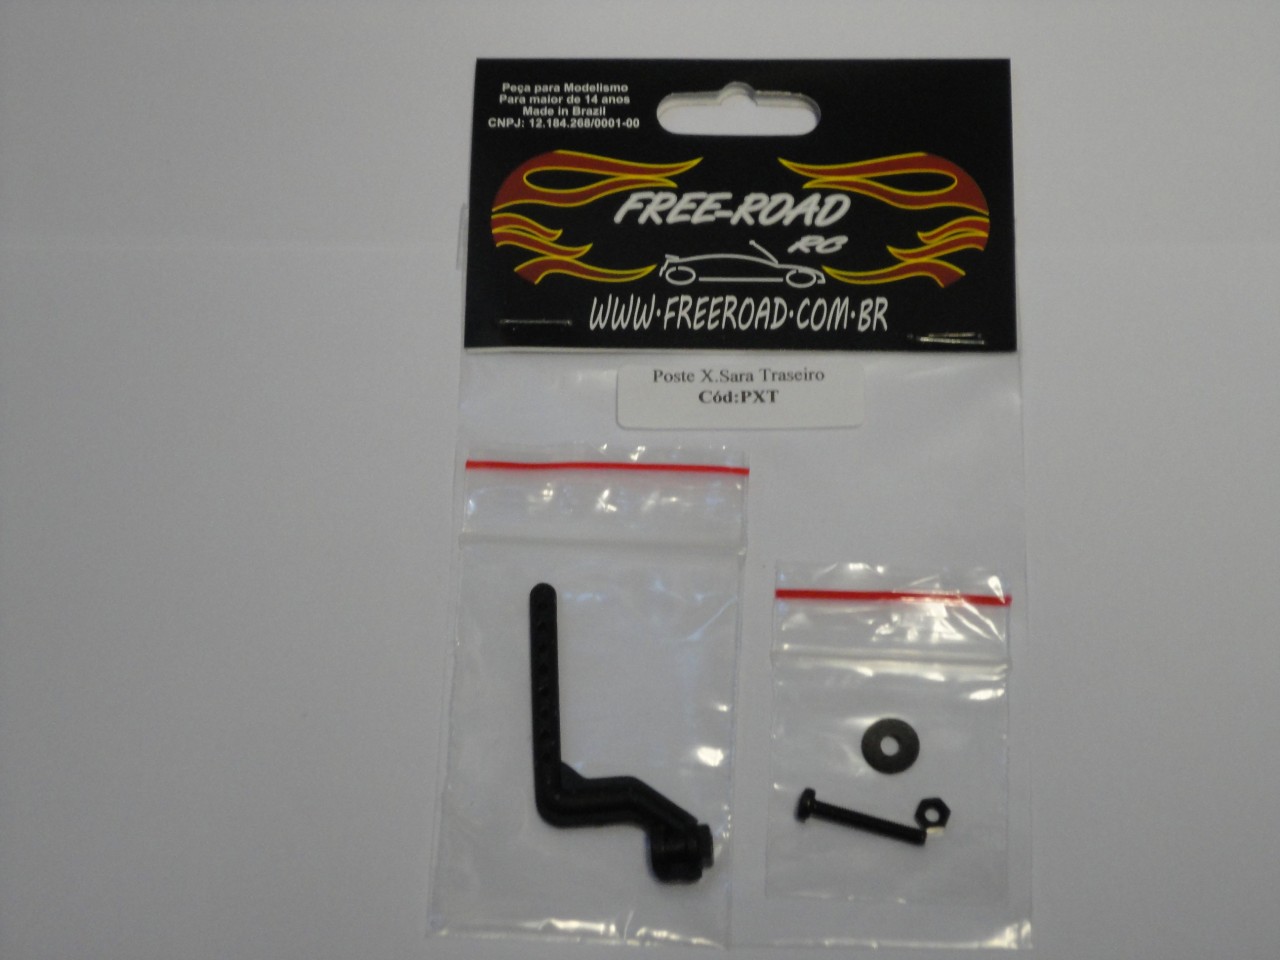 Peça para Modelismo
Para maior de 14 anos
Made in Brazil
CNPJ: 12.184.268/0001-00
FREE-ROAD
RC
WWW·FREEROAD·COM·BR
Poste X.Sara Traseiro
Cód:PXT